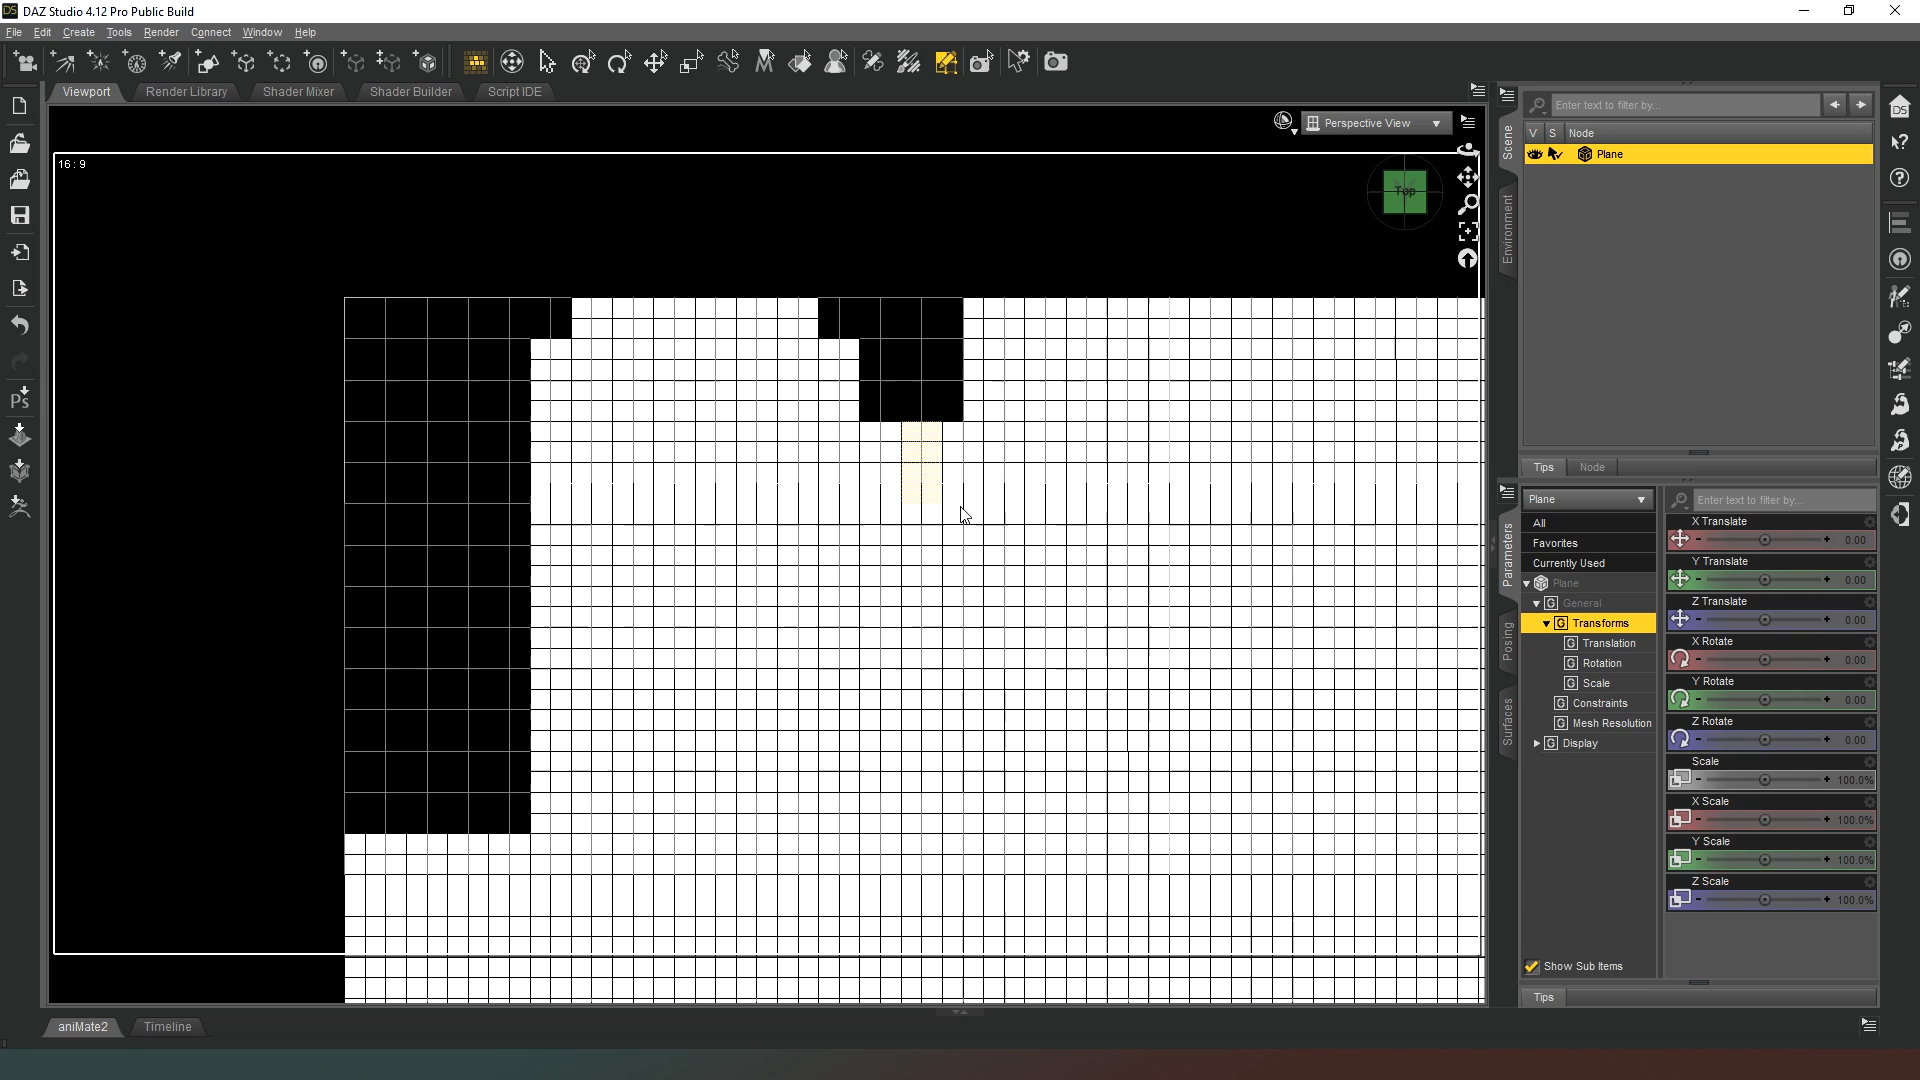 DAZ Studio 4.12 Pro Public Build
File Edit Create Tools Render Connect Window Help
Viewport Render Library Shader Mixer Shader Builder Script IDE
Perspective View
16 : 9
Top
Enter text to filter by...
V S Node
Plane
Scene
Environment
Tips Node
Plane
Enter text to filter by...
All
Favorites
Currently Used
Plane
General
Transforms
Translation
Rotation
Scale
Constraints
Mesh Resolution
Display
Show Sub Items
Parameters
Posing
Surfaces
X Translate
0.00
Y Translate
0.00
Z Translate
0.00
X Rotate
0.00
Y Rotate
0.00
Z Rotate
0.00
Scale
100.0%
X Scale
100.0%
Y Scale
100.0%
Z Scale
100.0%
Tips
aniMate2 Timeline
DS
Ps